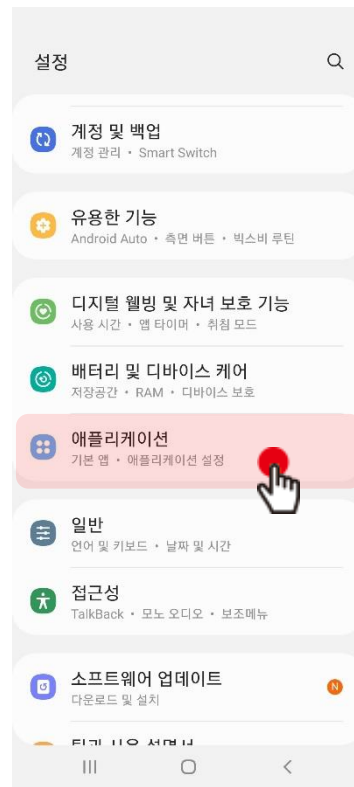 설정
계정 및 백업
계정 관리 • Smart Switch
유용한 기능
Android Auto • 측면 버튼 • 빅스비 루틴
디지털 웰빙 및 자녀 보호 기능
사용 시간 • 앱 타이머 • 취침 모드
배터리 및 디바이스 케어
저장공간 • RAM • 디바이스 보호
애플리케이션
기본 앱 • 애플리케이션 설정
일반
언어 및 키보드 • 날짜 및 시간
접근성
TalkBack • 모노 오디오 • 보조메뉴
소프트웨어 업데이트
N
다운로드 및 설치